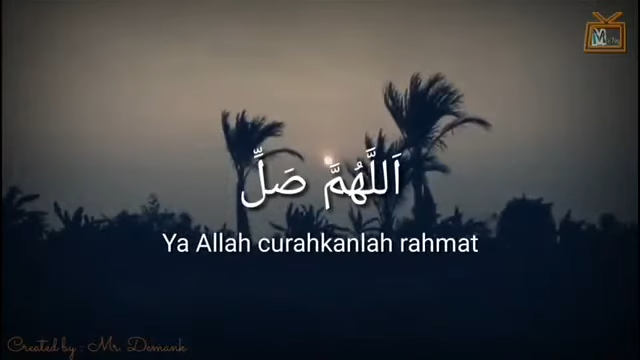 اَللَّهُمَّ صَلِّ
Ya Allah curahkanlah rahmat
Created by : Mr. Demank